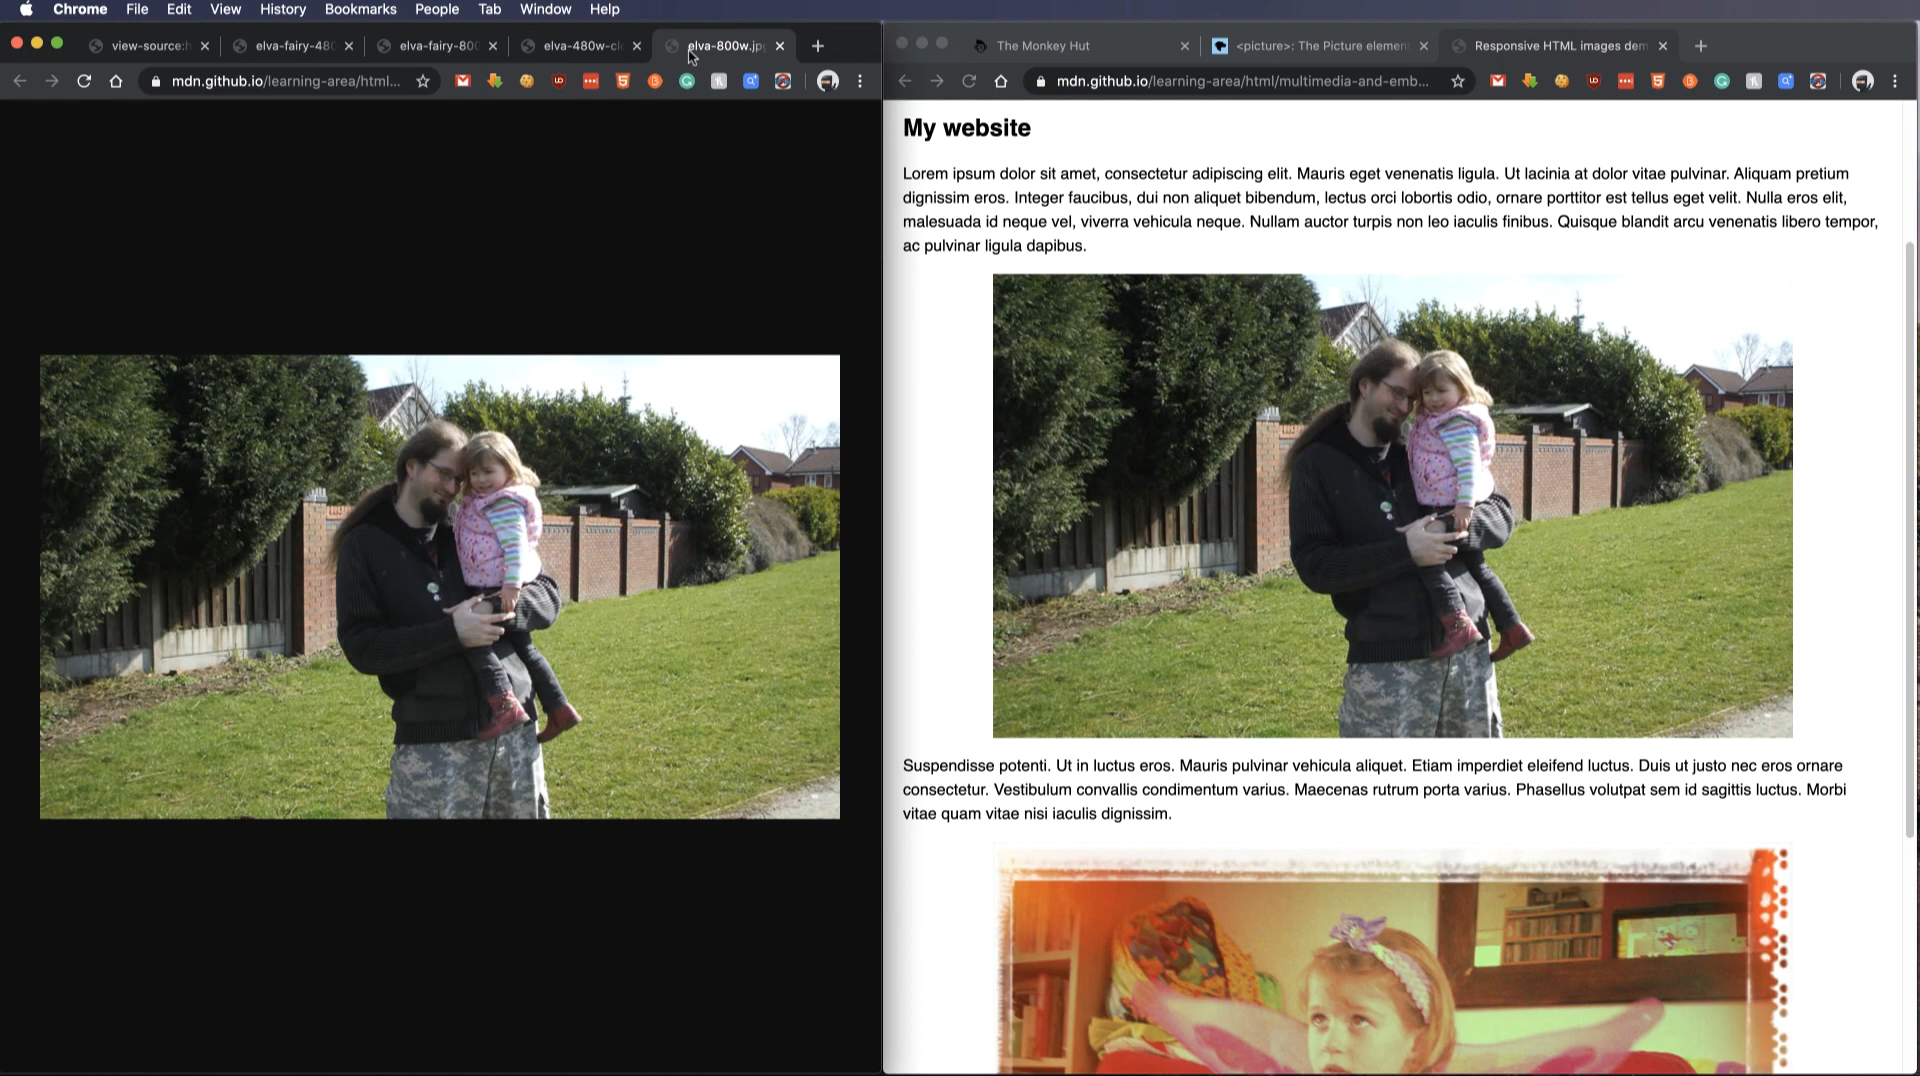 Chrome File Edit View History Bookmarks People Tab Window Help
view-source:h
elva-fairy-480
elva-fairy-800
elva-480w-clo
elva-800w.jpg
The Monkey Hut
<picture>: The Picture element
Responsive HTML images dem
mdn.github.io/learning-area/html...
mdn.github.io/learning-area/html/multimedia-and-emb...
My website
Lorem ipsum dolor sit amet, consectetur adipiscing elit. Mauris eget venenatis ligula. Ut lacinia at dolor vitae pulvinar. Aliquam pretium
dignissim eros. Integer faucibus, dui non aliquet bibendum, lectus orci lobortis odio, ornare porttitor est tellus eget velit. Nulla eros elit,
malesuada id neque vel, viverra vehicula neque. Nullam auctor turpis non leo iaculis finibus. Quisque blandit arcu venenatis libero tempor,
ac pulvinar ligula dapibus.
Suspendisse potenti. Ut in luctus eros. Mauris pulvinar vehicula aliquet. Etiam imperdiet eleifend luctus. Duis ut justo nec eros ornare
consectetur. Vestibulum convallis condimentum varius. Maecenas rutrum porta varius. Phasellus volutpat sem id sagittis luctus. Morbi
vitae quam vitae nisi iaculis dignissim.